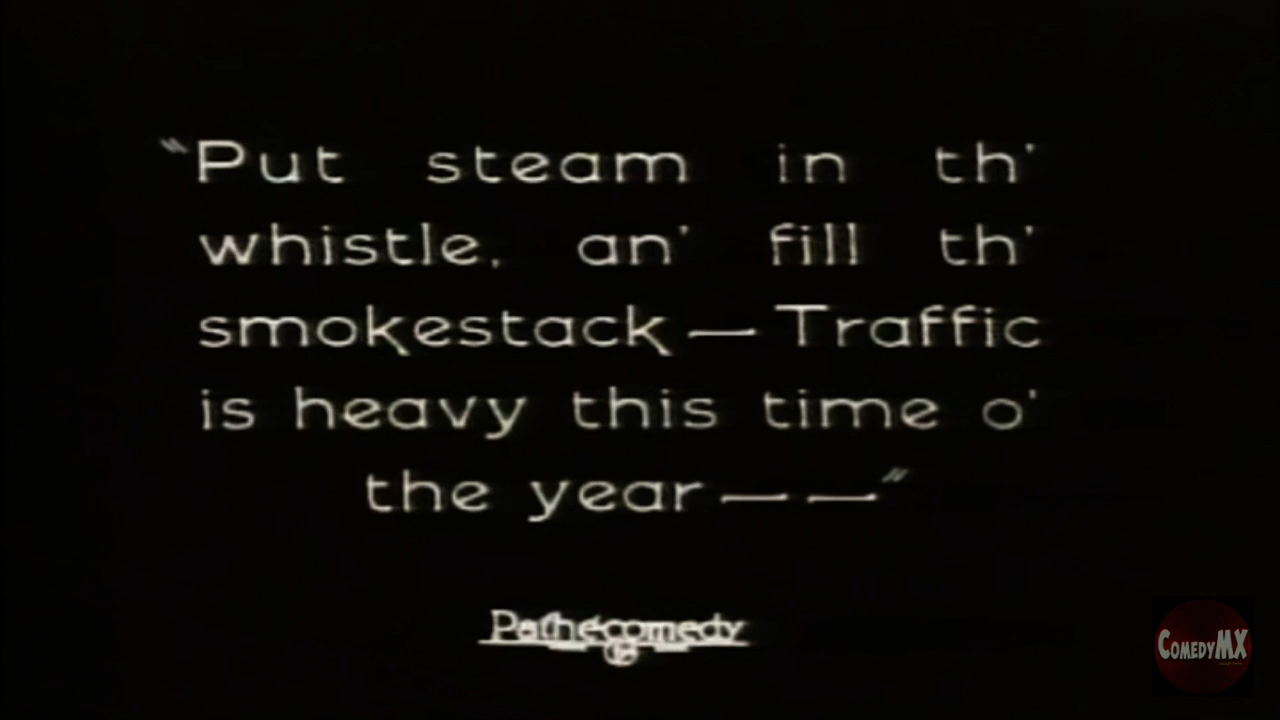 "Put steam in th'
whistle, an' fill th'
smokestack — Traffic
is heavy this time o'
the year — —"
Pathécomedy
COMEDYMX